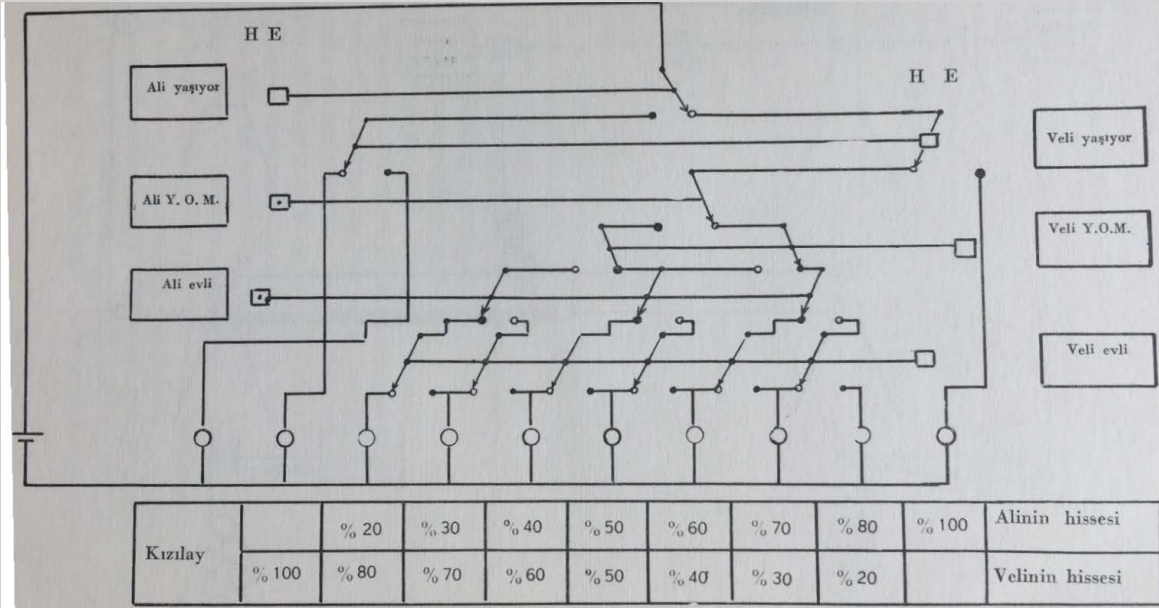 H E
Ali yaşıyor
H E
Veli yaşıyor
Ali Y. O. M.
Veli Y.O.M.
Ali evli
Veli evli
Kızılay
% 20 % 30 % 40 % 50 % 60 % 70 % 80 % 100 Alinin hissesi
% 100 % 80 % 70 % 60 % 50 % 40 % 30 % 20 Velinin hissesi